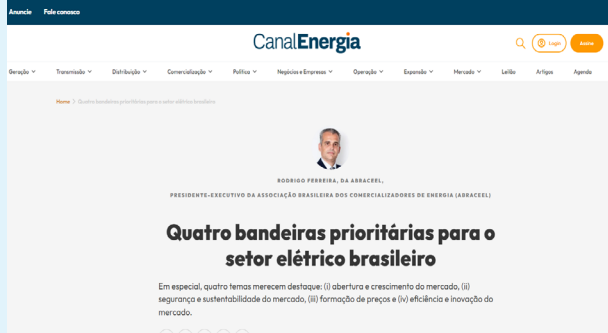 Anuncie Fale conosco
CanalEnergia
Login Assine
Geração Transmissão Distribuição Comercialização Política Negócios e Empresas Operação Expansão Mercado Leilão Artigos Agenda
Home > Quatro bandeiras prioritárias para o setor elétrico brasileiro
RODRIGO FERREIRA, DA ABRACEEL,
PRESIDENTE-EXECUTIVO DA ASSOCIAÇÃO BRASILEIRA DOS COMERCIALIZADORES DE ENERGIA (ABRACEEL)
Quatro bandeiras prioritárias para o
setor elétrico brasileiro
Em especial, quatro temas merecem destaque: (i) abertura e crescimento do mercado, (ii)
segurança e sustentabilidade do mercado, (iii) formação de preços e (iv) eficiência e inovação do
mercado.